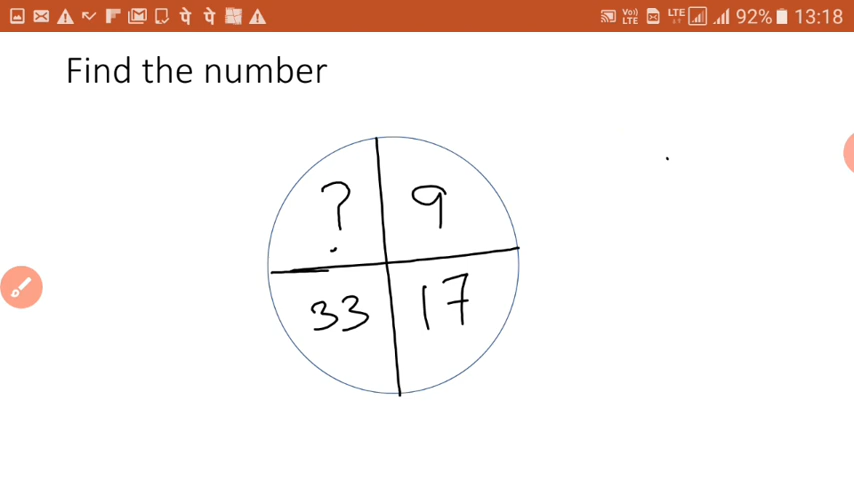 92% 13:18
Find the number
? 9
33 17